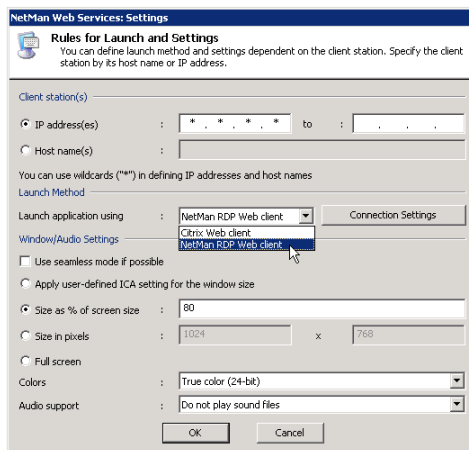 NetMan Web Services: Settings
Rules for Launch and Settings
You can define launch method and settings dependent on the client station. Specify the client
station by its host name or IP address.
Client station(s)
IP address(es) : * . * . * . * to : . . .
Host name(s) :
You can use wildcards ("*") in defining IP addresses and host names
Launch Method
Launch application using : NetMan RDP Web client Connection Settings
Citrix Web client
Window/Audio Settings NetMan RDP Web client
Use seamless mode if possible
Apply user-defined ICA setting for the window size
Size as % of screen size : 80
Size in pixels : 1024 x 768
Full screen
Colors : True color (24-bit)
Audio support : Do not play sound files
OK Cancel